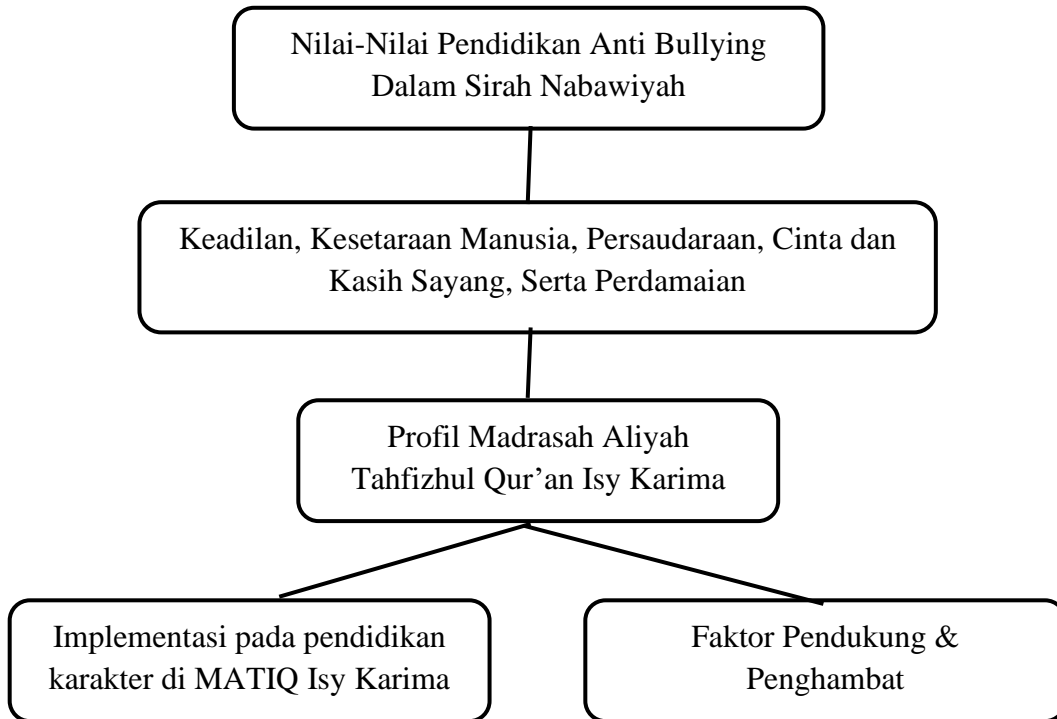 Nilai-Nilai Pendidikan Anti Bullying
Dalam Sirah Nabawiyah
Keadilan, Kesetaraan Manusia, Persaudaraan, Cinta dan
Kasih Sayang, Serta Perdamaian
Profil Madrasah Aliyah
Tahfizhul Qur’an Isy Karima
Implementasi pada pendidikan
karakter di MATIQ Isy Karima
Faktor Pendukung &
Penghambat